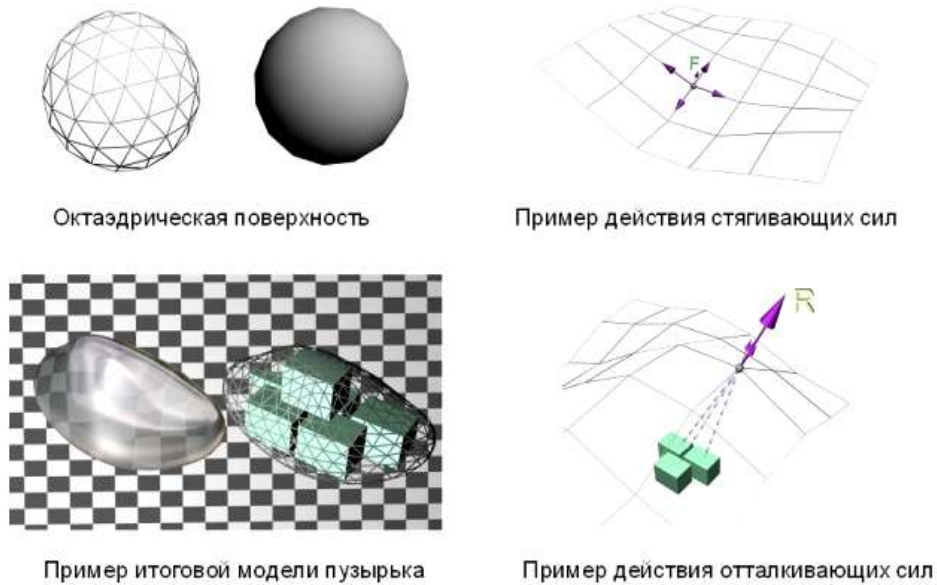 F
Октаэдрическая поверхность
Пример действия стягивающих сил
R
Пример итоговой модели пузырька
Пример действия отталкивающих сил